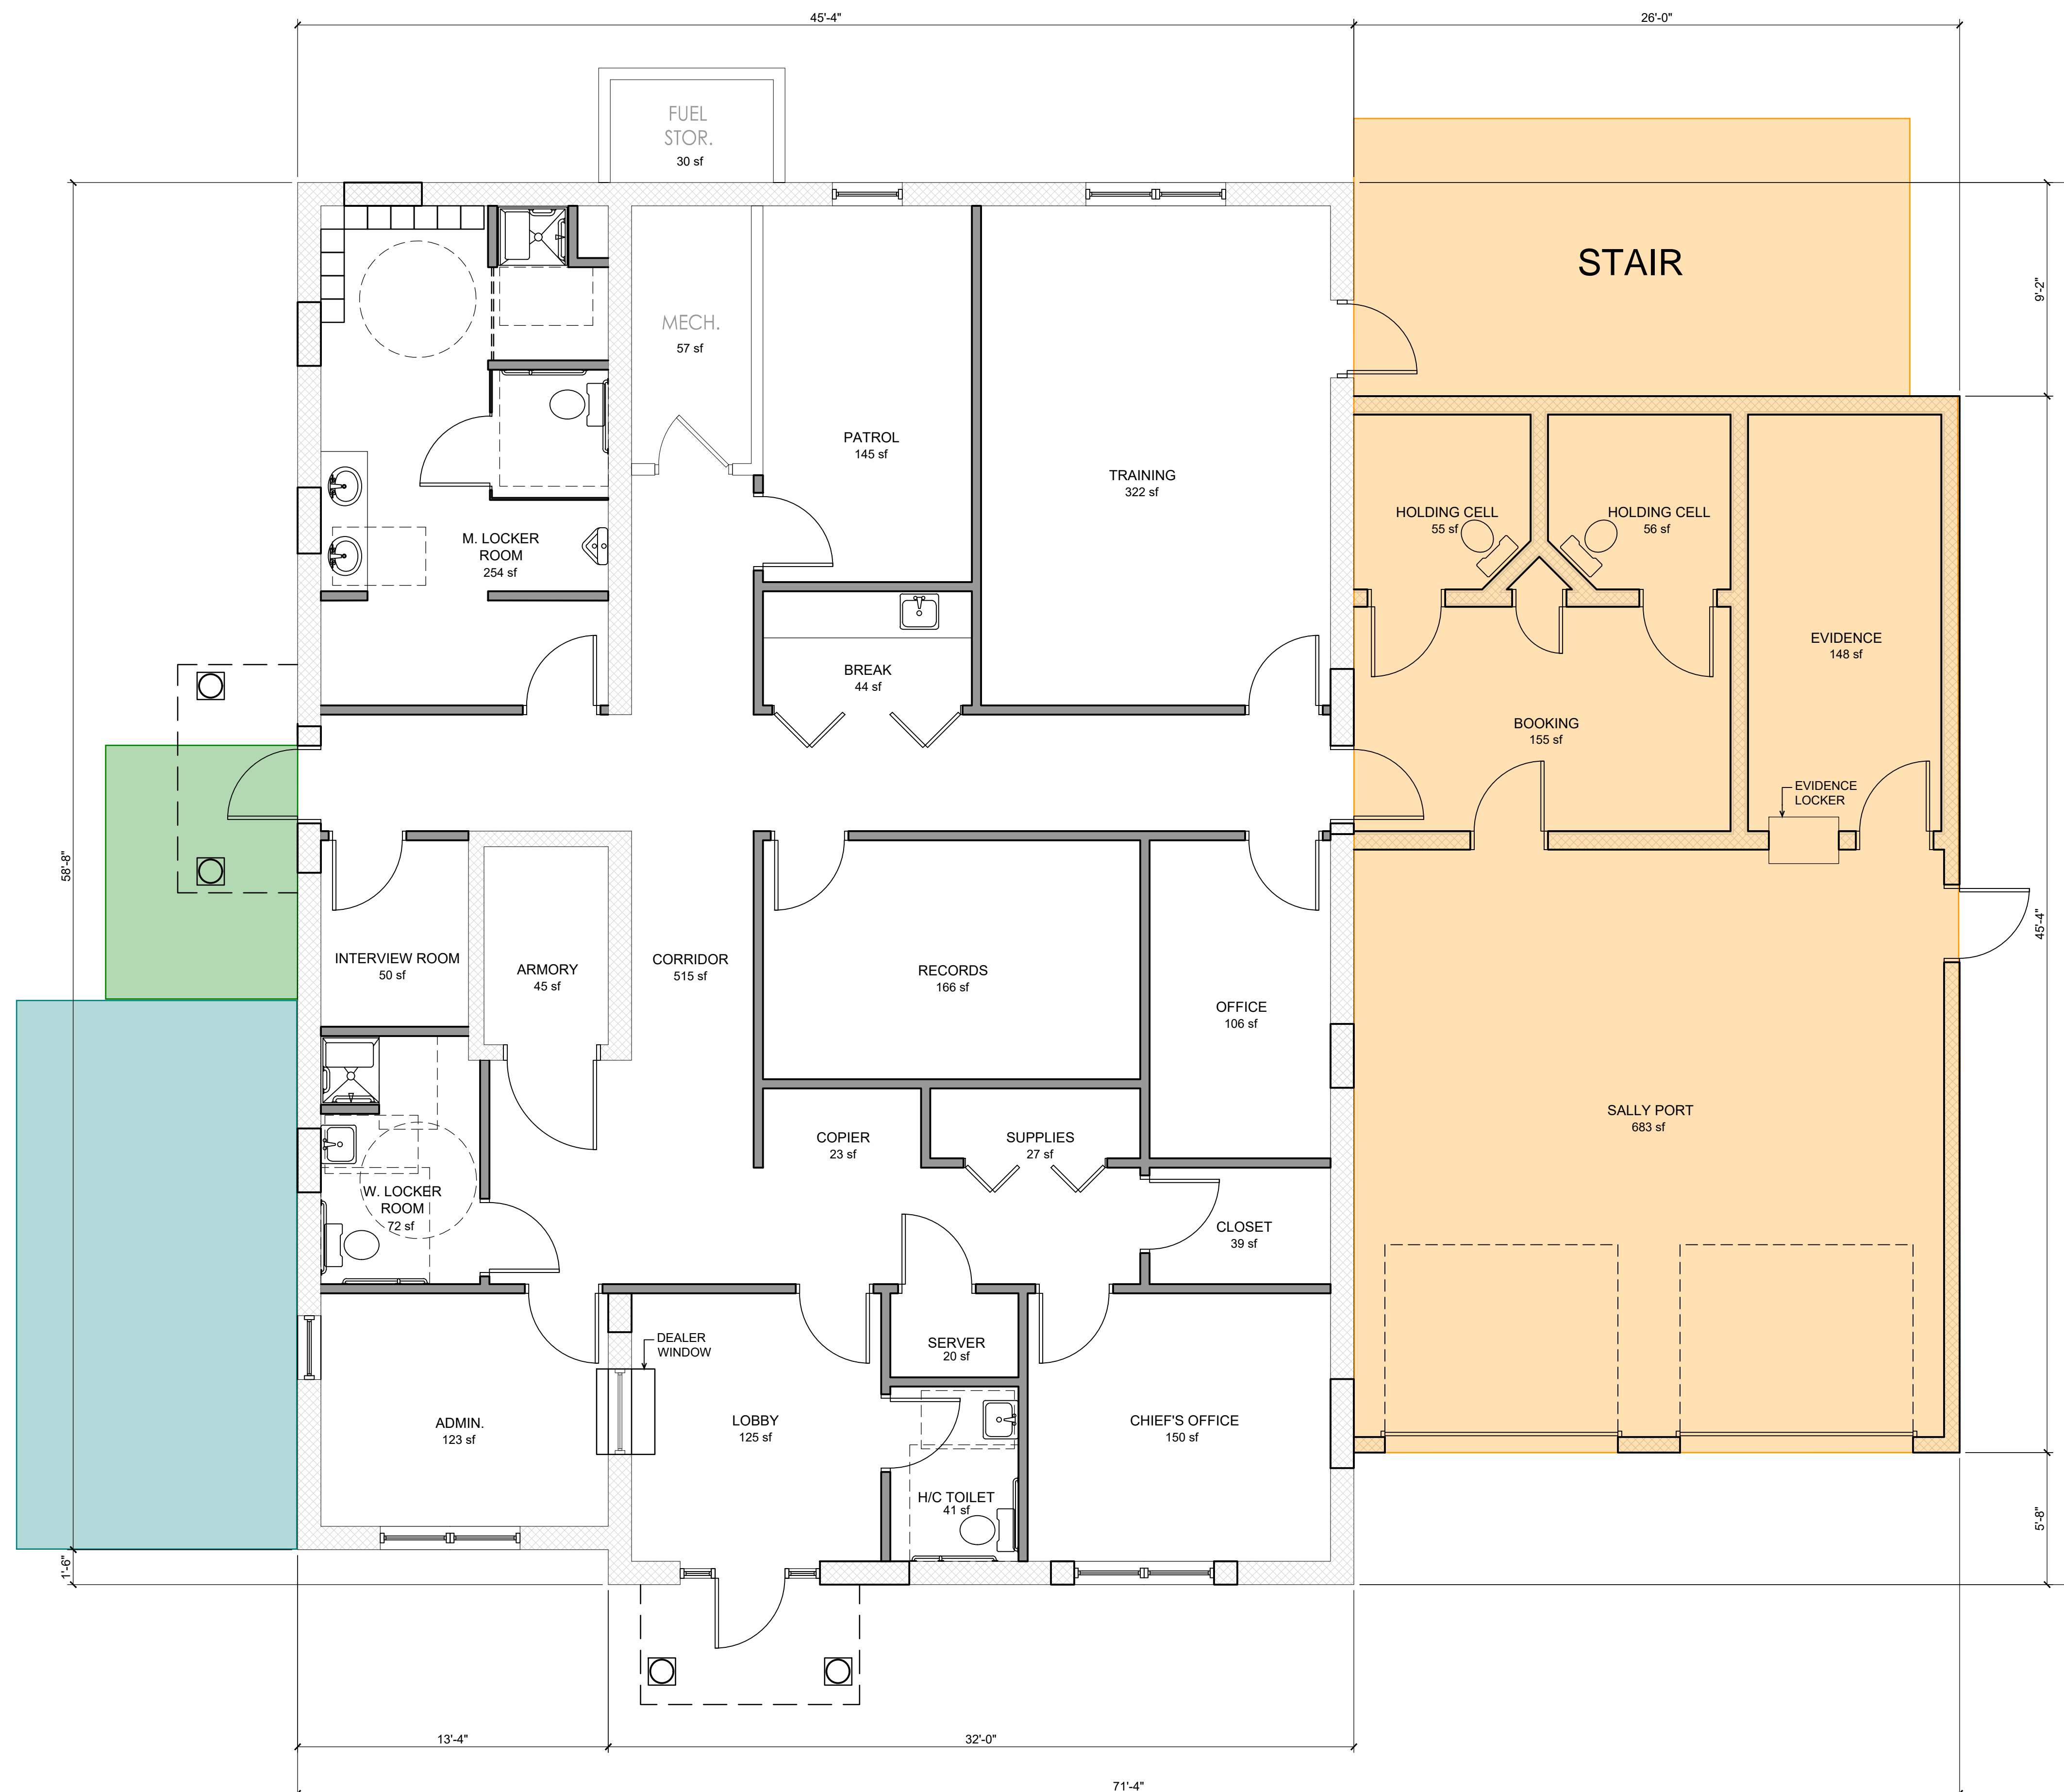 45'-4"
26'-0"
FUEL
STOR.
30 sf
STAIR
9'-2"
MECH.
57 sf
PATROL
145 sf
TRAINING
322 sf
HOLDING CELL
55 sf
HOLDING CELL
56 sf
M. LOCKER
ROOM
254 sf
EVIDENCE
148 sf
BREAK
44 sf
BOOKING
155 sf
EVIDENCE
LOCKER
58'-8"
45'-4"
INTERVIEW ROOM
50 sf
ARMORY
45 sf
CORRIDOR
515 sf
RECORDS
166 sf
OFFICE
106 sf
SALLY PORT
683 sf
COPIER
23 sf
SUPPLIES
27 sf
W. LOCKER
ROOM
72 sf
CLOSET
39 sf
DEALER
WINDOW
SERVER
20 sf
ADMIN.
123 sf
LOBBY
125 sf
CHIEF'S OFFICE
150 sf
H/C TOILET
41 sf
5'-8"
1'-6"
13'-4"
32'-0"
71'-4"